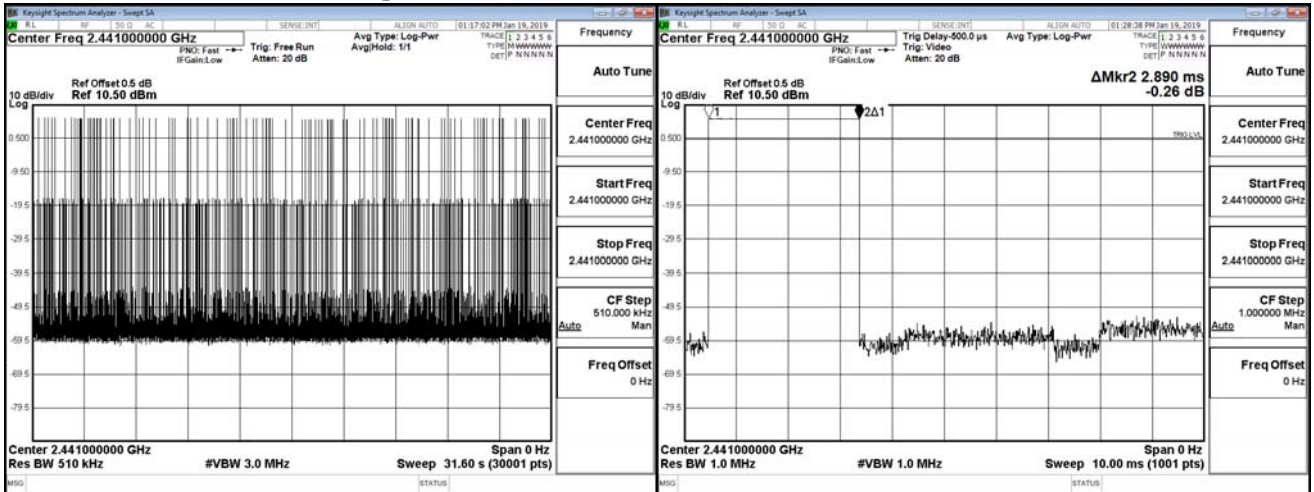 Keysight Spectrum Analyzer - Swept SA
RL RF 50 Ω AC SENSE:INT ALIGN AUTO 01:17:02 PM Jan 19, 2019
Center Freq 2.441000000 GHz
PNO: Fast
IFGain:Low
Trig: Free Run
Atten: 20 dB
Avg Type: Log-Pwr
Avg|Hold: 1/1
TRACE 1 2 3 4 5 6
TYPE M W W W W W
DET P N N N N N
Ref Offset 0.5 dB
10 dB/div Ref 10.50 dBm
Log
0.500
-9.50
-19.5
-29.5
-39.5
-49.5
-59.5
-69.5
-79.5
Center 2.441000000 GHz Span 0 Hz
Res BW 510 kHz #VBW 3.0 MHz Sweep 31.60 s (30001 pts)
MSG STATUS
Frequency
Auto Tune
Center Freq
2.441000000 GHz
Start Freq
2.441000000 GHz
Stop Freq
2.441000000 GHz
CF Step
510.000 kHz
Auto Man
Freq Offset
0 Hz
Keysight Spectrum Analyzer - Swept SA
RL RF 50 Ω AC SENSE:INT ALIGN AUTO 01:28:38 PM Jan 19, 2019
Center Freq 2.441000000 GHz
PNO: Fast
IFGain:Low
Trig Delay-500.0 µs
Trig: Video
Atten: 20 dB
Avg Type: Log-Pwr
TRACE 1 2 3 4 5 6
TYPE W W W W W W
DET P N N N N N
ΔMkr2 2.890 ms
-0.26 dB
Ref Offset 0.5 dB
10 dB/div Ref 10.50 dBm
Log
1
2Δ1
TRIG LVL
0.500
-9.50
-19.5
-29.5
-39.5
-49.5
-59.5
-69.5
-79.5
Center 2.441000000 GHz Span 0 Hz
Res BW 1.0 MHz #VBW 1.0 MHz Sweep 10.00 ms (1001 pts)
MSG STATUS
Frequency
Auto Tune
Center Freq
2.441000000 GHz
Start Freq
2.441000000 GHz
Stop Freq
2.441000000 GHz
CF Step
1.000000 MHz
Auto Man
Freq Offset
0 Hz